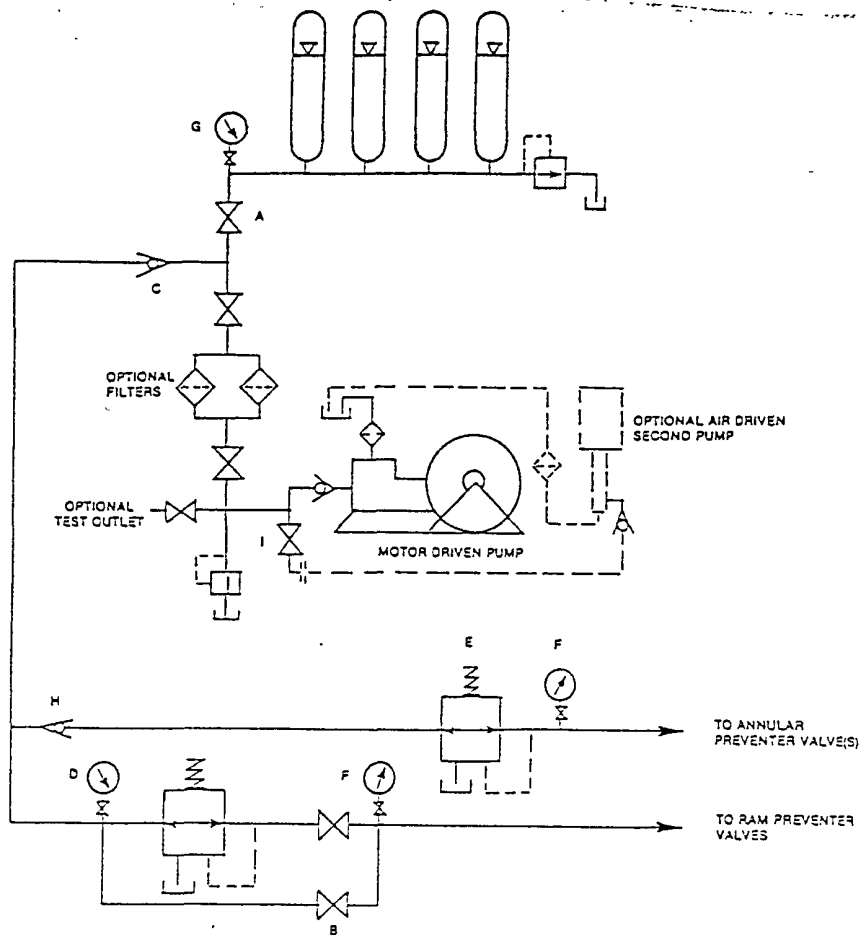 G
A
C
OPTIONAL
FILTERS
OPTIONAL AIR DRIVEN
SECOND PUMP
OPTIONAL
TEST OUTLET
I
MOTOR DRIVEN PUMP
E
F
H
TO ANNULAR
PREVENTER VALVE(S)
D
F
TO RAM PREVENTER
VALVES
B